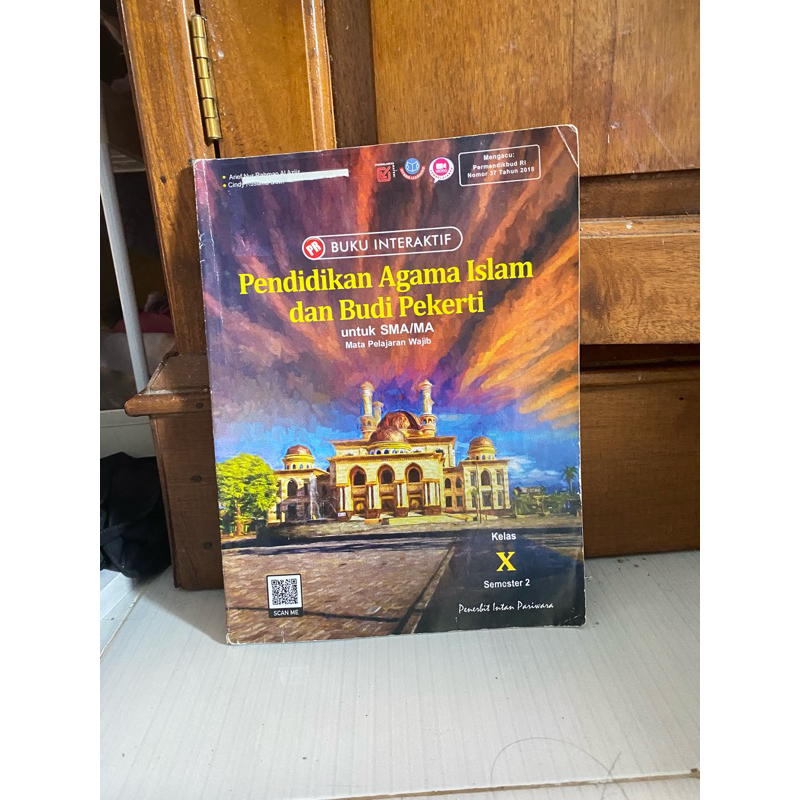 Mengacu:
Permendikbud RI
Nomor 37 Tahun 2018
PR BUKU INTERAKTIF
Pendidikan Agama Islam
dan Budi Pekerti
untuk SMA/MA
Mata Pelajaran Wajib
Kelas
X
Semester 2
SCAN ME
Penerbit Intan Pariwara